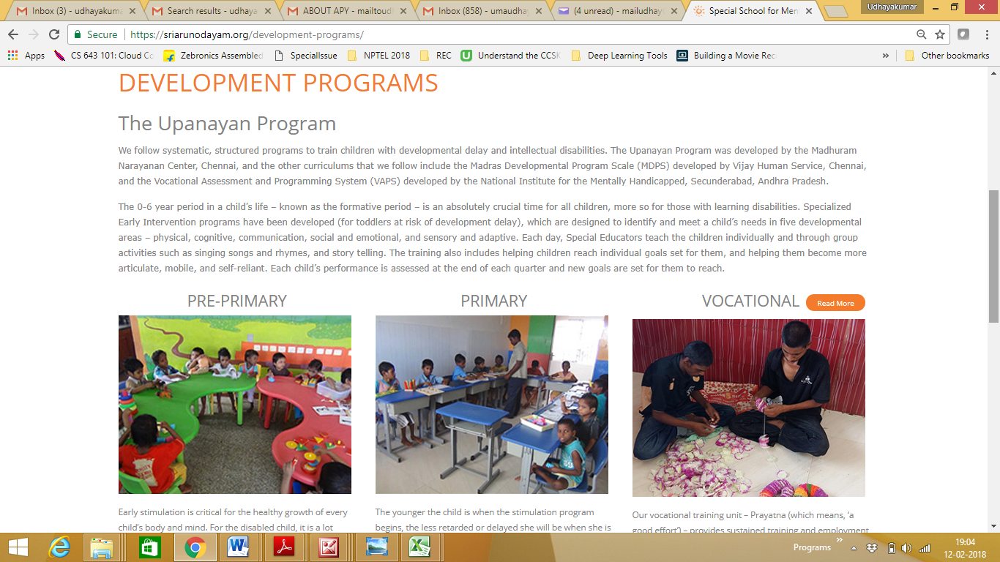 Inbox (3) - udhayakuma
Search results - udhaya
ABOUT APY - mailtoudh
Inbox (858) - umaudhay
(4 unread) - mailudhay
Special School for Men
Udhayakumar
Secure
https://sriarunodayam.org/development-programs/
Apps
CS 643 101: Cloud Co
Zebronics Assembled
SpecialIssue
NPTEL 2018
REC
Understand the CCSK
Deep Learning Tools
Building a Movie Rec
»
Other bookmarks
DEVELOPMENT PROGRAMS
The Upanayan Program
We follow systematic, structured programs to train children with developmental delay and intellectual disabilities. The Upanayan Program was developed by the Madhuram
Narayanan Center, Chennai, and the other curriculums that we follow include the Madras Developmental Program Scale (MDPS) developed by Vijay Human Service, Chennai,
and the Vocational Assessment and Programming System (VAPS) developed by the National Institute for the Mentally Handicapped, Secunderabad, Andhra Pradesh.
The 0-6 year period in a child’s life – known as the formative period – is an absolutely crucial time for all children, more so for those with learning disabilities. Specialized
Early Intervention programs have been developed (for toddlers at risk of development delay), which are designed to identify and meet a child’s needs in five developmental
areas – physical, cognitive, communication, social and emotional, and sensory and adaptive. Each day, Special Educators teach the children individually and through group
activities such as singing songs and rhymes, and story telling. The training also includes helping children reach individual goals set for them, and helping them become more
articulate, mobile, and self-reliant. Each child’s performance is assessed at the end of each quarter and new goals are set for them to reach.
PRE-PRIMARY
PRIMARY
VOCATIONAL
Read More
Early stimulation is critical for the healthy growth of every
child’s body and mind. For the disabled child, it is a lot
The younger the child is when the stimulation program
begins, the less retarded or delayed she will be when she is
Our vocational training unit – Prayatna (which means, ‘a
good effort’) – provides sustained training and employment
Programs
»
19:04
12-02-2018